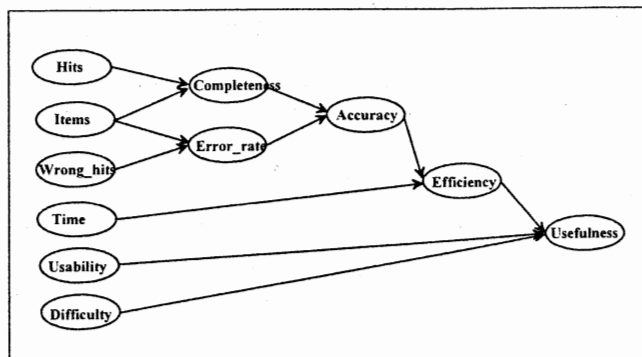 Hits
Completeness
Items
Accuracy
Error_rate
Wrong_hits
Efficiency
Time
Usefulness
Usability
Difficulty